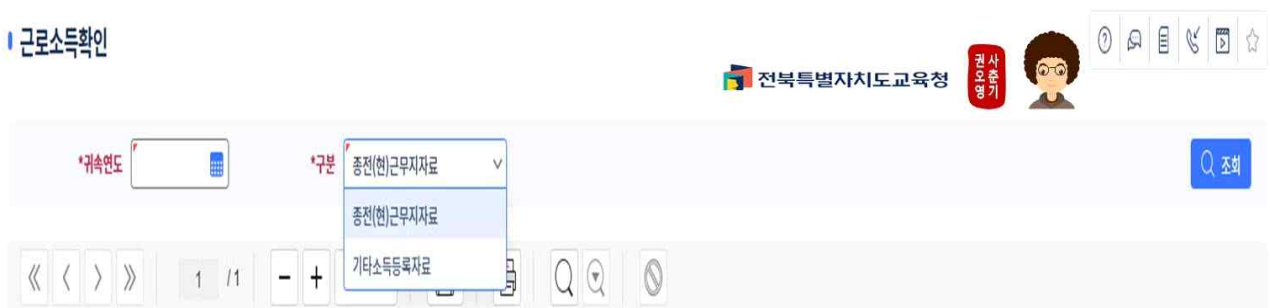 근로소득확인
전북특별자치도교육청
권오영
사춘기
*귀속연도
*구분
종전(현)근무지자료
조회
종전(현)근무지자료
기타소득등록자료
1 /1